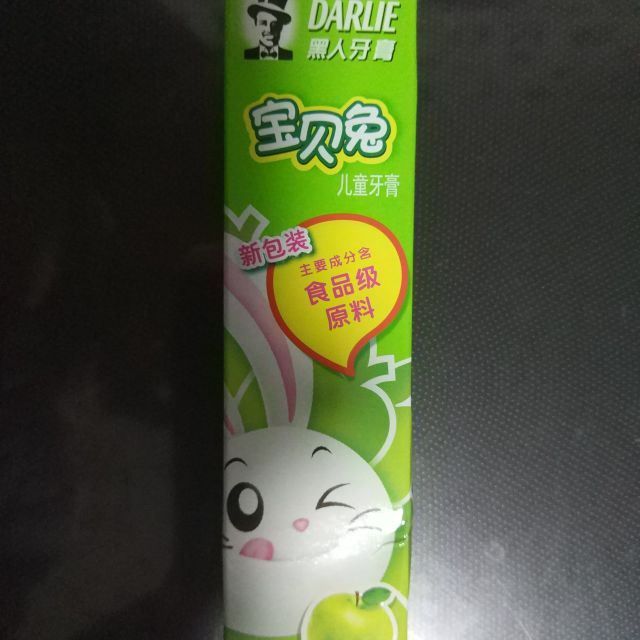 DARLIE
黑人牙膏
宝贝兔
儿童牙膏
新包装
主要成分含
食品级
原料